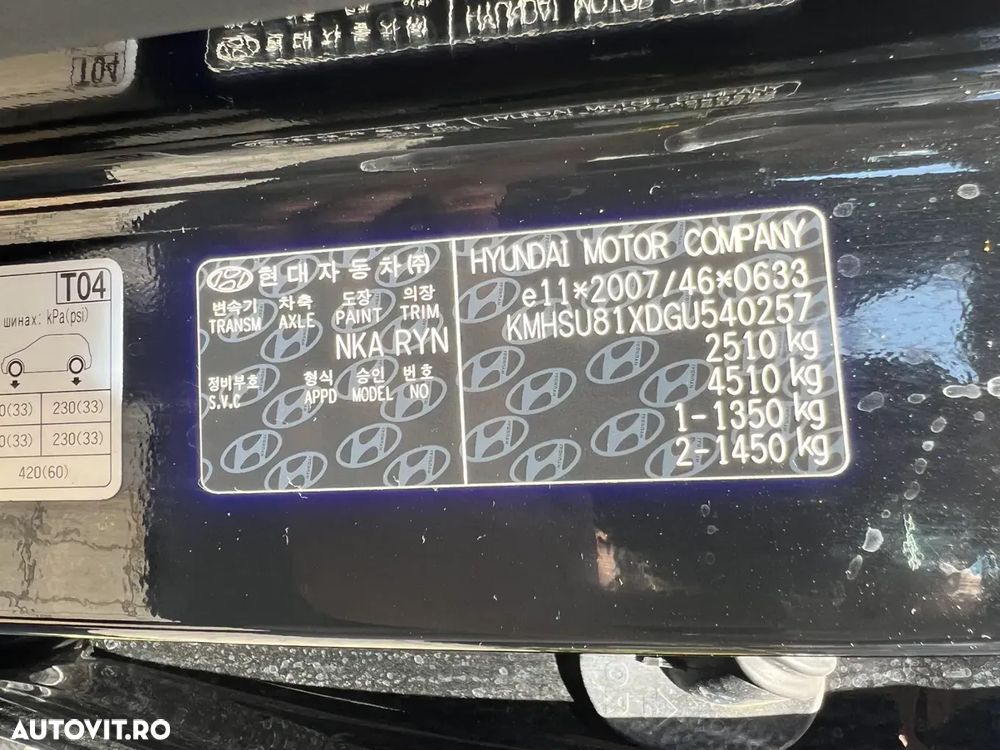 T04
шинах: kPa(psi)
0(33) 230(33)
0(33) 230(33)
420(60)
현대자동차(주)
변속기 차축 도장 의장
TRANSM AXLE PAINT TRIM
NKA RYN
정비부호 형식 승인 번호
S.V.C APPD MODEL NO
HYUNDAI MOTOR COMPANY
e11*2007/46*0633
KMHSU81XDGU540257
2510 kg
4510 kg
1-1350 kg
2-1450 kg
AUTOVIT.RO